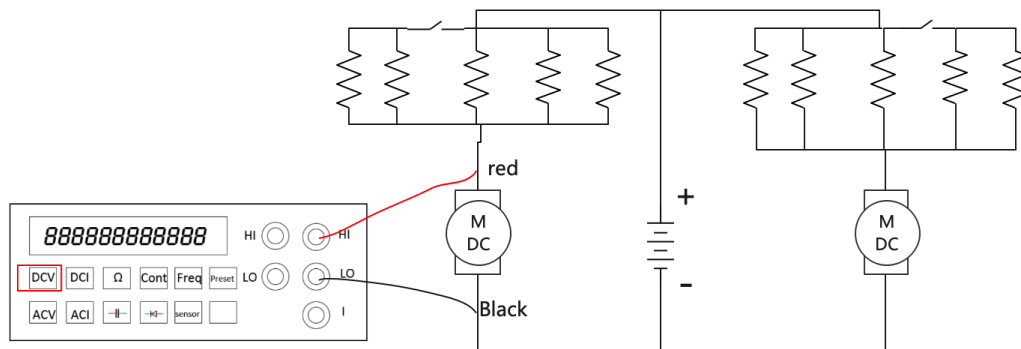 red
+
M
DC
M
DC
888888888888
HI
HI
DCV
DCI
Ω
Cont
Freq
Preset
LO
LO
-
ACV
ACI
sensor
I
Black